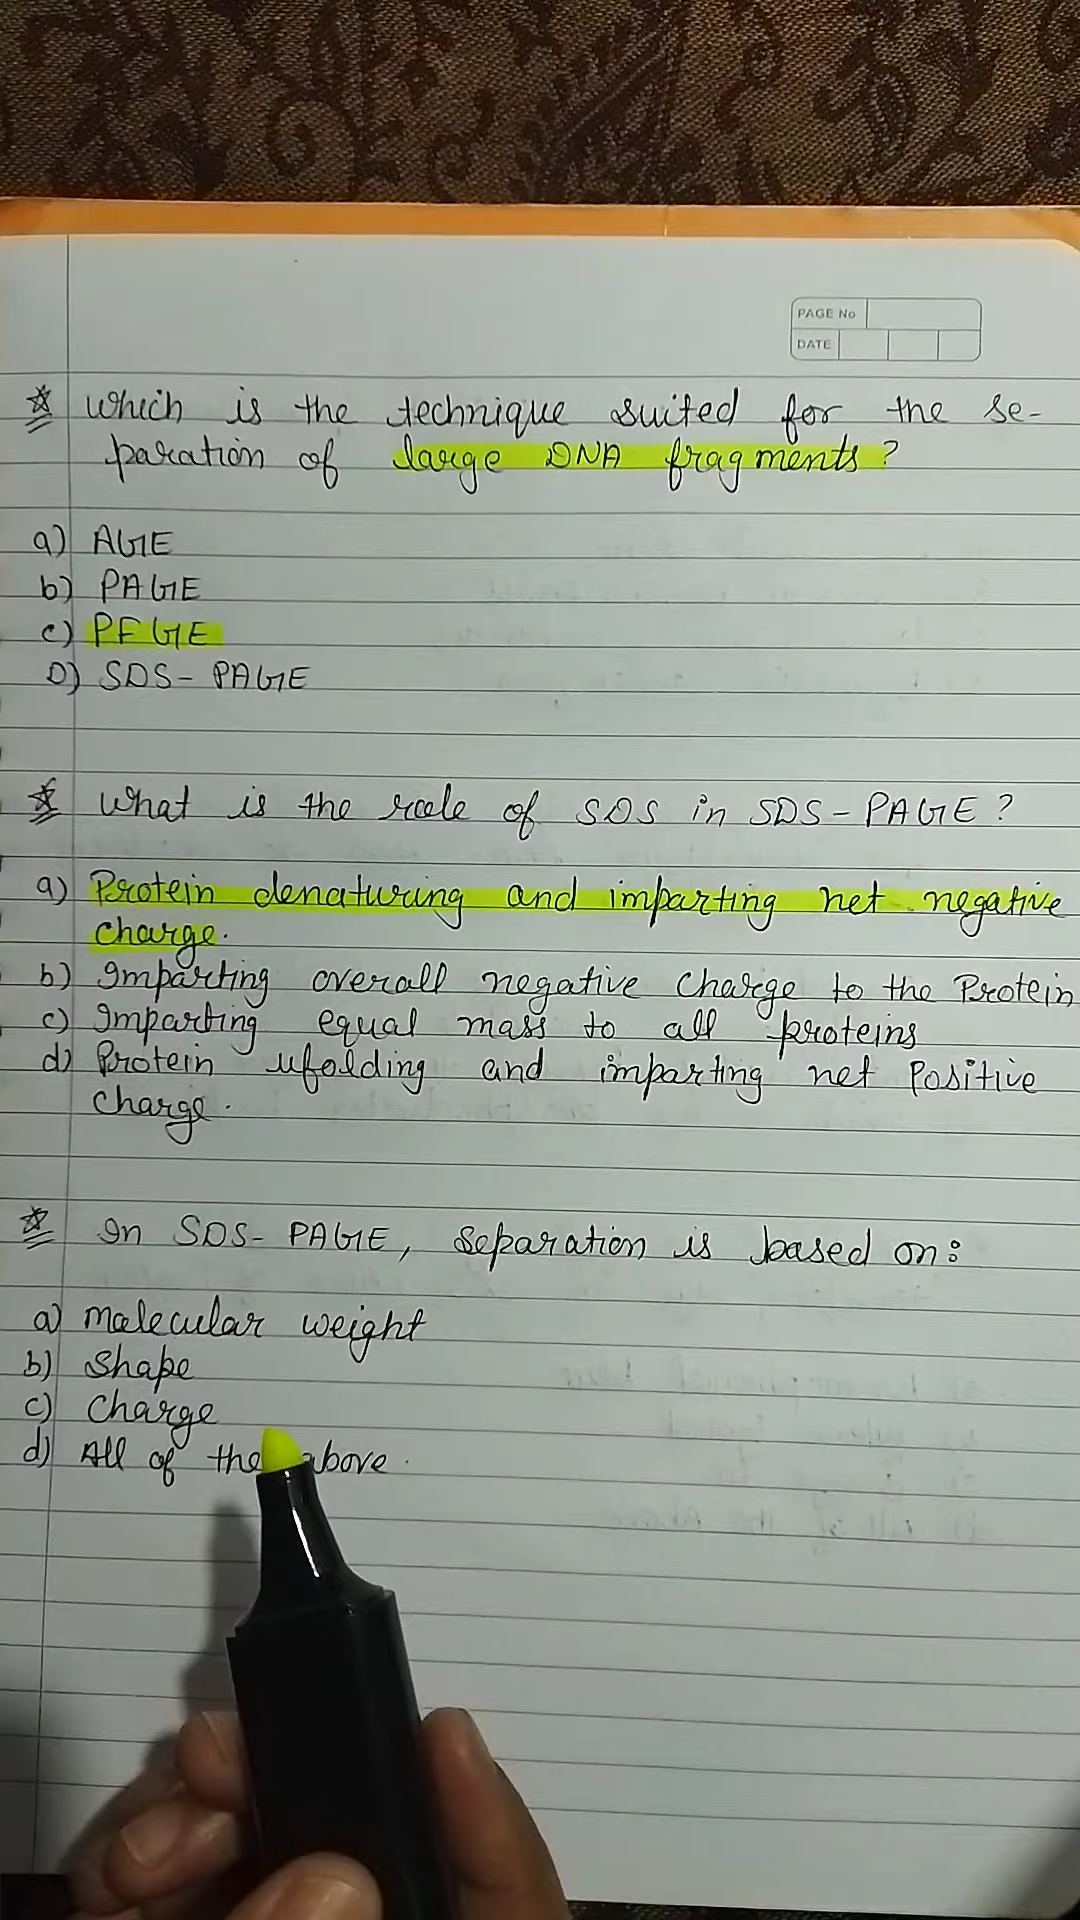 PAGE No
DATE
which is the technique suited for the se-
paration of large DNA fragments?
a) AGE
b) PAGE
c) PFGE
D) SDS- PAGE
What is the role of SDS in SDS-PAGE?
a) Protein denaturing and imparting net negative
charge.
b) Imparting overall negative charge to the Protein
c) Imparting equal mass to all proteins
d) Protein ufolding and imparting net Positive
charge.
In SDS- PAGE, Separation is based on:
a) molecular weight
b) Shape
c) Charge
d) All of the above.